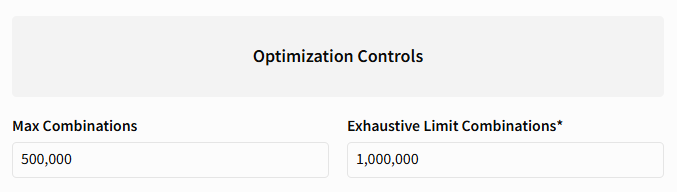 Optimization Controls
Max Combinations
Exhaustive Limit Combinations*
500,000
1,000,000